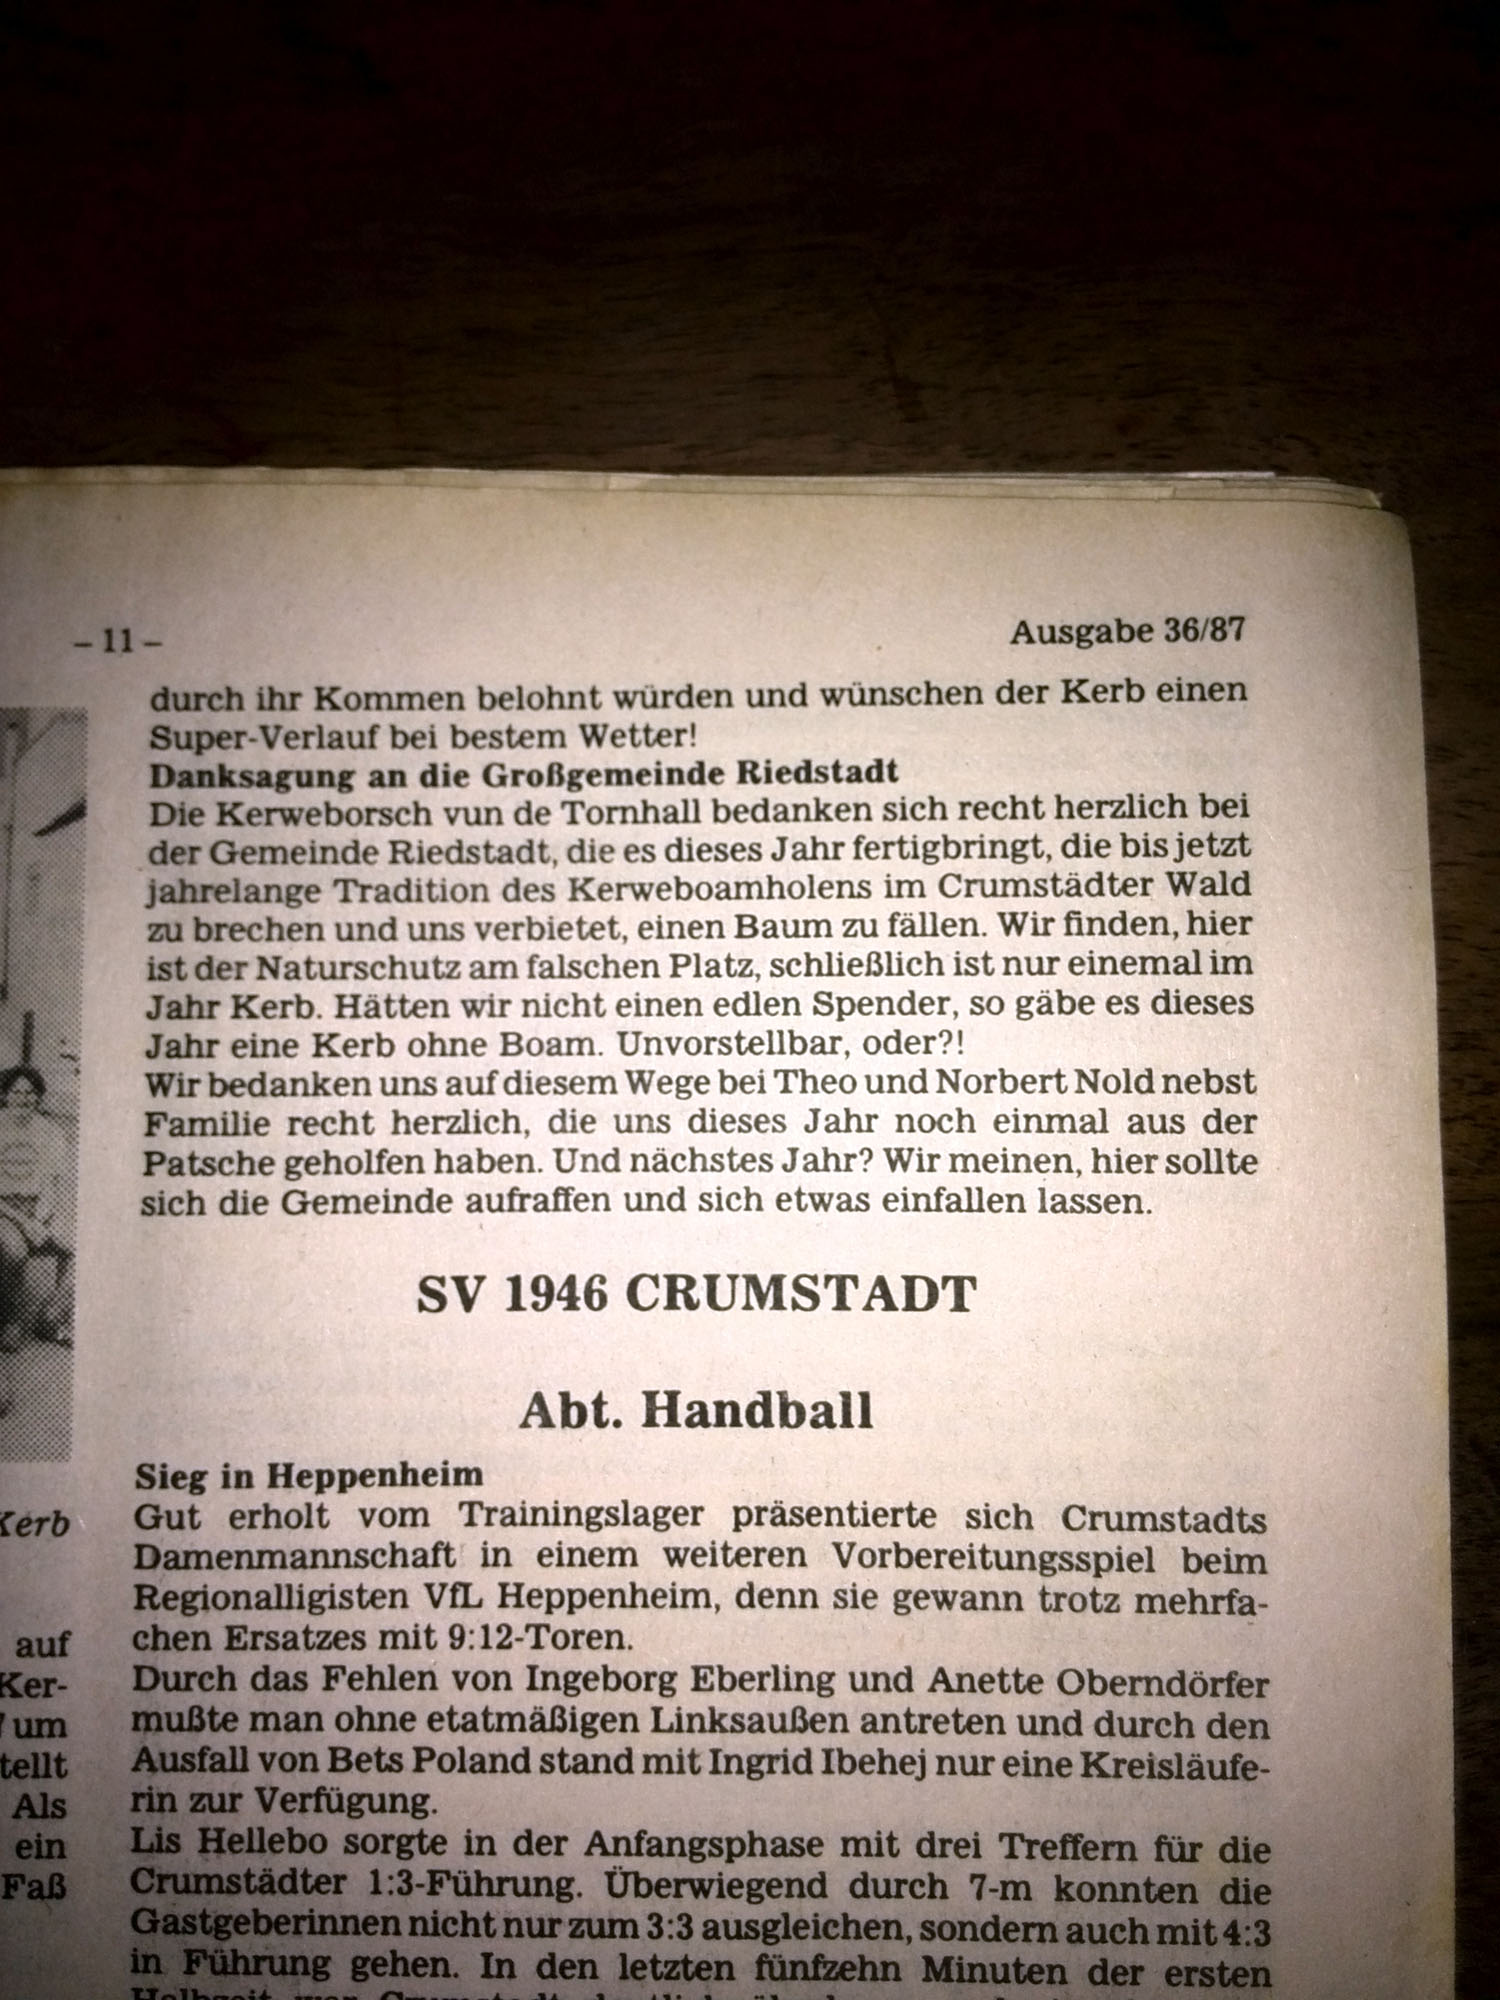 – 11 –
Ausgabe 36/87
Kerb
auf
Ker-
um
tellt
Als
ein
Faß
durch ihr Kommen belohnt würden und wünschen der Kerb einen
Super-Verlauf bei bestem Wetter!
Danksagung an die Großgemeinde Riedstadt
Die Kerweborsch vun de Tornhall bedanken sich recht herzlich bei
der Gemeinde Riedstadt, die es dieses Jahr fertigbringt, die bis jetzt
jahrelange Tradition des Kerweboamholens im Crumstädter Wald
zu brechen und uns verbietet, einen Baum zu fällen. Wir finden, hier
ist der Naturschutz am falschen Platz, schließlich ist nur einemal im
Jahr Kerb. Hätten wir nicht einen edlen Spender, so gäbe es dieses
Jahr eine Kerb ohne Boam. Unvorstellbar, oder?!
Wir bedanken uns auf diesem Wege bei Theo und Norbert Nold nebst
Familie recht herzlich, die uns dieses Jahr noch einmal aus der
Patsche geholfen haben. Und nächstes Jahr? Wir meinen, hier sollte
sich die Gemeinde aufraffen und sich etwas einfallen lassen.
SV 1946 CRUMSTADT
Abt. Handball
Sieg in Heppenheim
Gut erholt vom Trainingslager präsentierte sich Crumstadts
Damenmannschaft in einem weiteren Vorbereitungsspiel beim
Regionalligisten VfL Heppenheim, denn sie gewann trotz mehrfa-
chen Ersatzes mit 9:12-Toren.
Durch das Fehlen von Ingeborg Eberling und Anette Oberndörfer
mußte man ohne etatmäßigen Linksaußen antreten und durch den
Ausfall von Bets Poland stand mit Ingrid Ibehej nur eine Kreisläufe-
rin zur Verfügung.
Lis Hellebo sorgte in der Anfangsphase mit drei Treffern für die
Crumstädter 1:3-Führung. Überwiegend durch 7-m konnten die
Gastgeberinnen nicht nur zum 3:3 ausgleichen, sondern auch mit 4:3
in Führung gehen. In den letzten fünfzehn Minuten der ersten